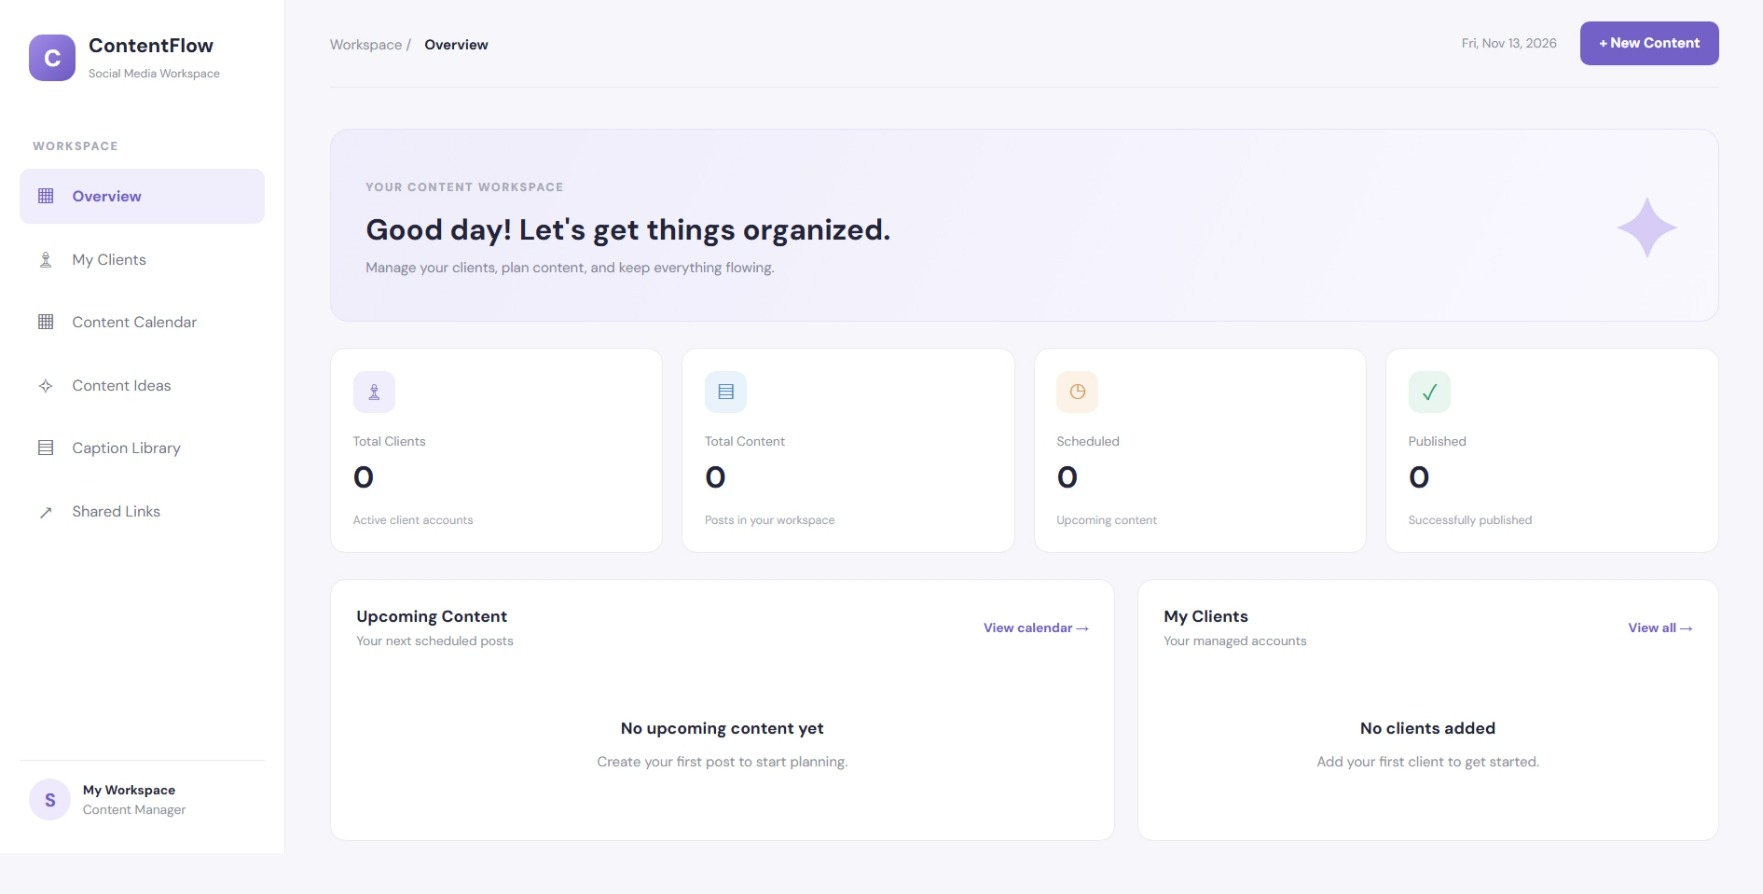 C
ContentFlow
Social Media Workspace
WORKSPACE
Overview
My Clients
Content Calendar
Content Ideas
Caption Library
Shared Links
S
My Workspace
Content Manager
Workspace / Overview
Fri, Nov 13, 2026
+ New Content
YOUR CONTENT WORKSPACE
Good day! Let's get things organized.
Manage your clients, plan content, and keep everything flowing.
Total Clients
0
Active client accounts
Total Content
0
Posts in your workspace
Scheduled
0
Upcoming content
Published
0
Successfully published
Upcoming Content
Your next scheduled posts
View calendar →
No upcoming content yet
Create your first post to start planning.
My Clients
Your managed accounts
View all →
No clients added
Add your first client to get started.